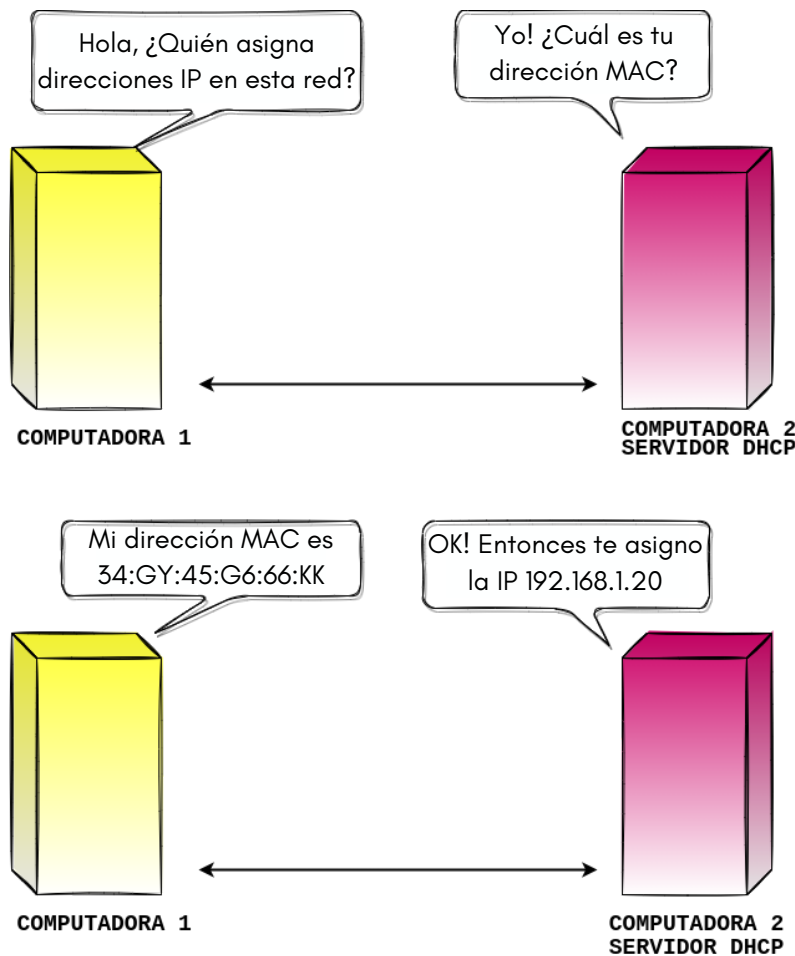 Hola, ¿Quién asigna
direcciones IP en esta red?
Yo! ¿Cuál es tu
dirección MAC?
COMPUTADORA 1
COMPUTADORA 2
SERVIDOR DHCP
Mi dirección MAC es
34:GY:45:G6:66:KK
OK! Entonces te asigno
la IP 192.168.1.20
COMPUTADORA 1
COMPUTADORA 2
SERVIDOR DHCP